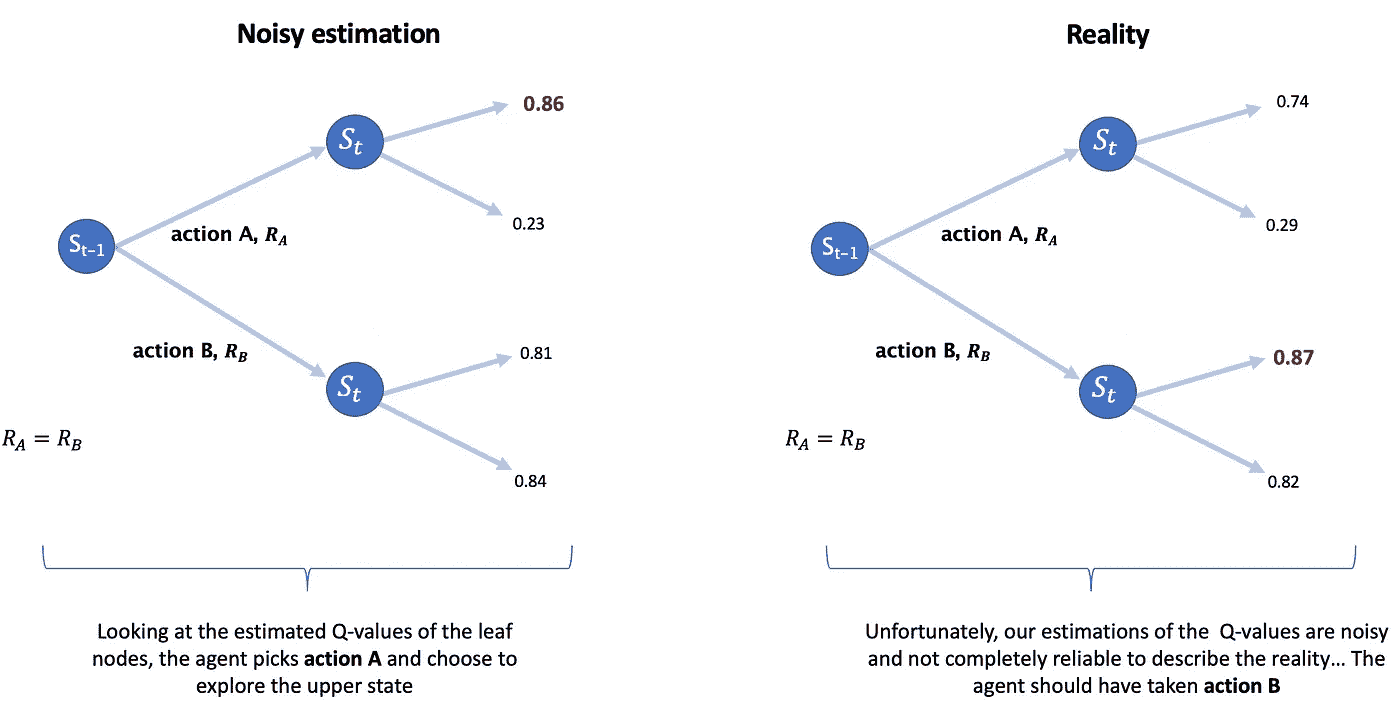 Noisy estimation
0.86
S_t
0.23
action A, R_A
S_{t-1}
action B, R_B
0.81
S_t
R_A = R_B
0.84
Looking at the estimated Q-values of the leaf
nodes, the agent picks action A and choose to
explore the upper state
Reality
0.74
S_t
0.29
action A, R_A
S_{t-1}
action B, R_B
0.87
S_t
R_A = R_B
0.82
Unfortunately, our estimations of the Q-values are noisy
and not completely reliable to describe the reality... The
agent should have taken action B